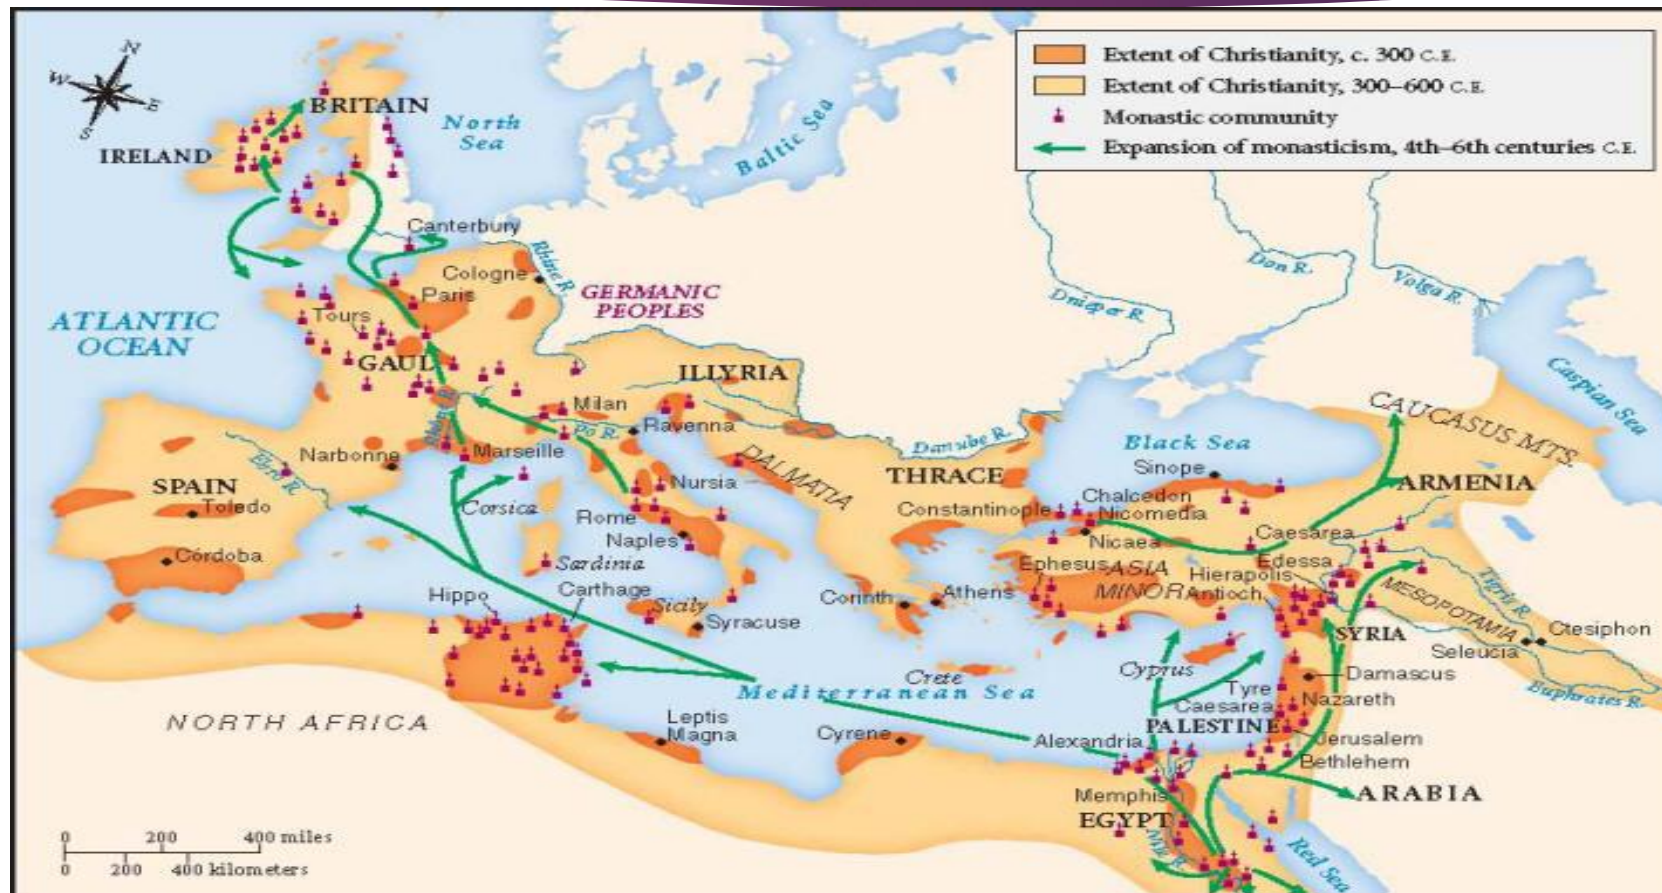 N
W
E
S
Extent of Christianity, c. 300 C.E.
Extent of Christianity, 300–600 C.E.
Monastic community
Expansion of monasticism, 4th–6th centuries C.E.
BRITAIN
North
Sea
Baltic Sea
IRELAND
Canterbury
Rhine R.
Cologne
Don R.
Volga R.
GERMANIC
PEOPLES
Paris
Dnieper R.
ATLANTIC
OCEAN
Tours
GAUL
ILLYRIA
Caspian Sea
Milan
CAUCASUS MTS.
Po R.
Ravenna
Danube R.
Black Sea
Narbonne
Marseille
Ebro R.
DALMATIA
Sinope
SPAIN
Nursia
THRACE
ARMENIA
Toledo
Corsica
Chalcedon
Constantinople
Nicomedia
Rome
Naples
Nicaea
Caesarea
Córdoba
Sardinia
Ephesus
ASIA
MINOR
Edessa
Hierapolis
Antioch
Tigris R.
MESOPOTAMIA
Hippo
Carthage
Sicily
Corinth
Athens
Syracuse
SYRIA
Ctesiphon
Seleucia
Crete
Cyprus
Damascus
Euphrates R.
Mediterranean Sea
Tyre
Caesarea
Nazareth
NORTH AFRICA
Leptis
Magna
Cyrene
PALESTINE
Alexandria
Jerusalem
Bethlehem
Memphis
ARABIA
EGYPT
Nile R.
Red Sea
0 200 400 miles
0 200 400 kilometers